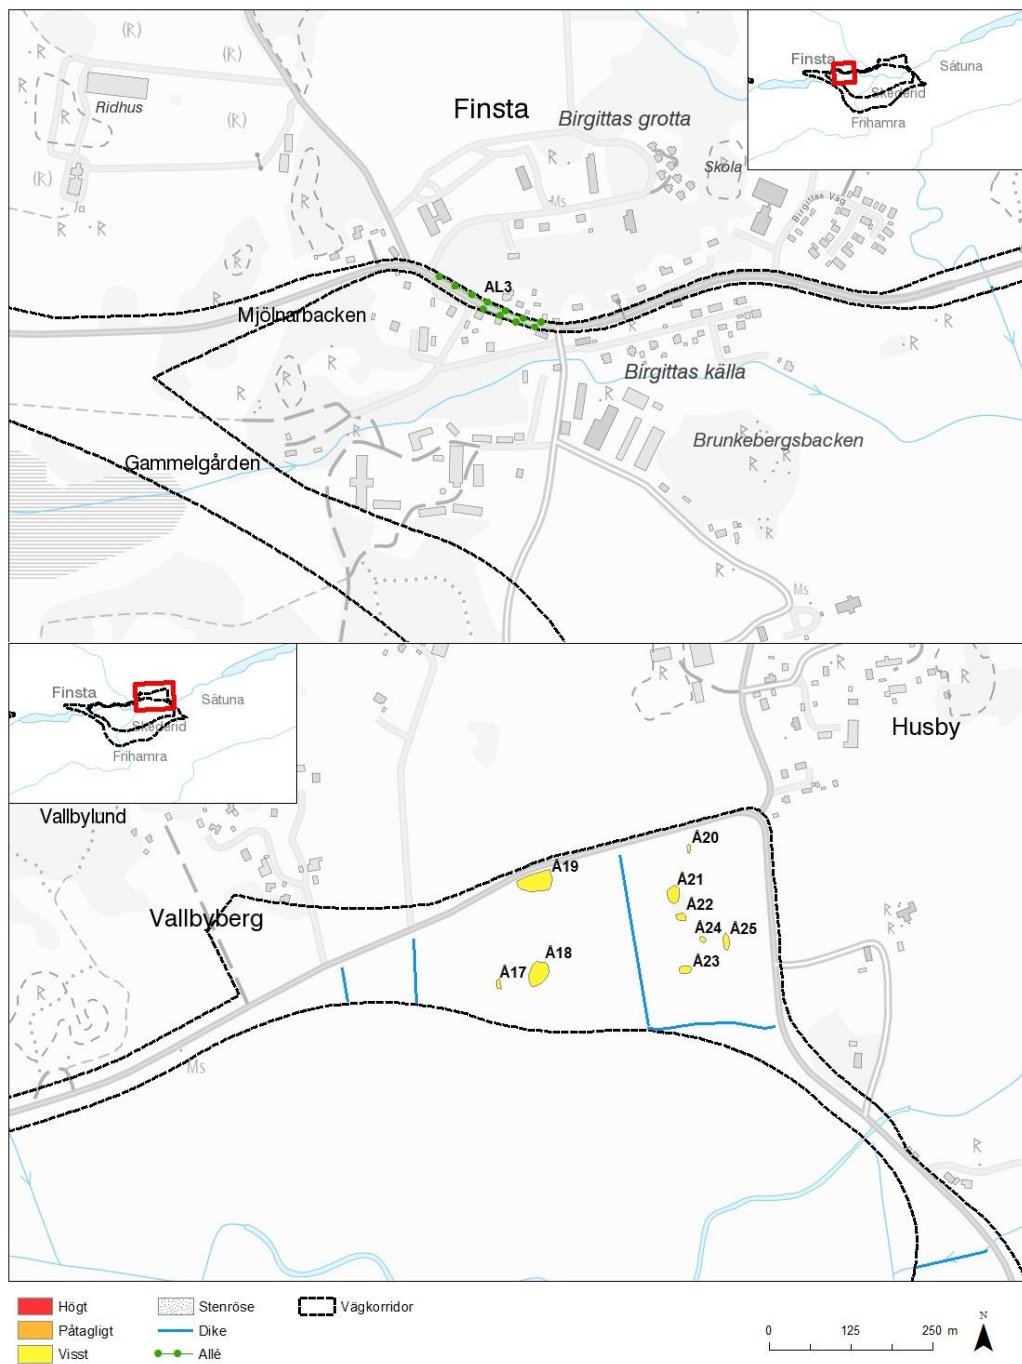 Finsta
Birgittas grotta
Ridhus
Skola
Birgittas Väg
Ms
R
(R)
Finsta
Sätuna
Skederid
Frihamra
AL3
Mjölnarbacken
Birgittas källa
Brunkebergsbacken
Gammelgården
Ms
Finsta
Sätuna
Skederid
Frihamra
Husby
Vallbylund
Vallbyberg
Å20
Å19
Å21
Å22
Å24
Å25
Å18
Å17
Å23
Ms
Högt
Påtagligt
Visst
Stenröse
Dike
Allé
Vägkorridor
0 125 250 m
N